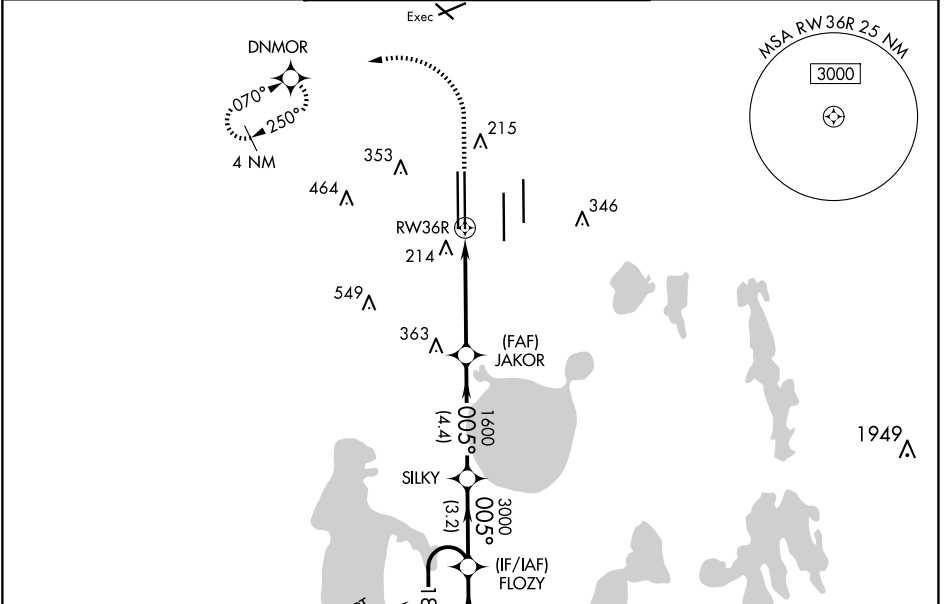 Exec
MSA RW36R 25 NM
3000
DNMOR
070°
250°
4 NM
215
353
464
346
RW36R
214
549
363
(FAF)
JAKOR
1600
005°
(4.4)
1949
SILKY
3000
005°
(3.2)
(IF/IAF)
FLOZY
18